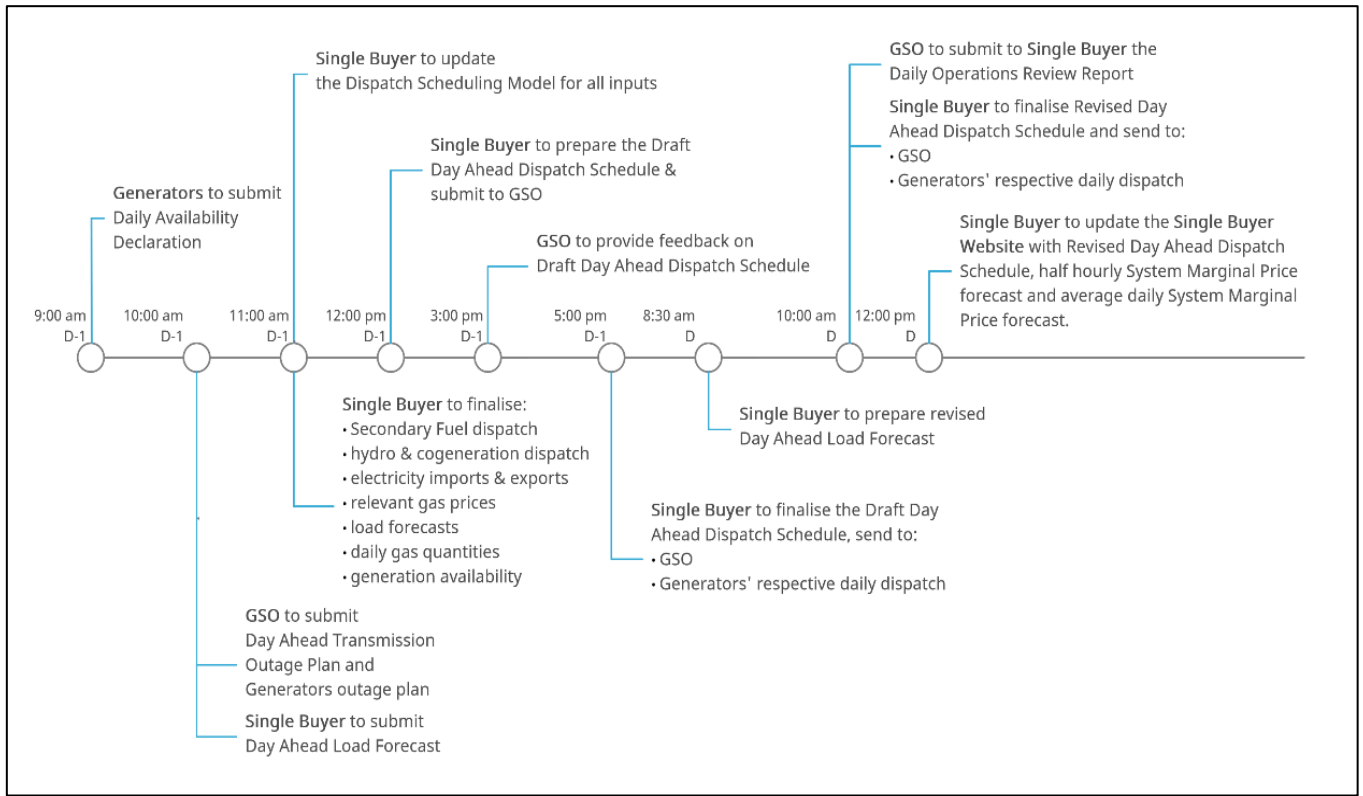 Single Buyer to update
the Dispatch Scheduling Model for all inputs
GSO to submit to Single Buyer the
Daily Operations Review Report
Single Buyer to finalise Revised Day
Ahead Dispatch Schedule and send to:
• GSO
• Generators' respective daily dispatch
Single Buyer to prepare the Draft
Day Ahead Dispatch Schedule &
submit to GSO
Generators to submit
Daily Availability
Declaration
GSO to provide feedback on
Draft Day Ahead Dispatch Schedule
Single Buyer to update the Single Buyer
Website with Revised Day Ahead Dispatch
Schedule, half hourly System Marginal Price
forecast and average daily System Marginal
Price forecast.
9:00 am
D-1
10:00 am
D-1
11:00 am
D-1
12:00 pm
D-1
3:00 pm
D-1
5:00 pm
D-1
8:30 am
D
10:00 am
D
12:00 pm
D
Single Buyer to finalise:
• Secondary Fuel dispatch
• hydro & cogeneration dispatch
• electricity imports & exports
• relevant gas prices
• load forecasts
• daily gas quantities
• generation availability
Single Buyer to prepare revised
Day Ahead Load Forecast
Single Buyer to finalise the Draft Day
Ahead Dispatch Schedule, send to:
• GSO
• Generators' respective daily dispatch
GSO to submit
Day Ahead Transmission
Outage Plan and
Generators outage plan
Single Buyer to submit
Day Ahead Load Forecast